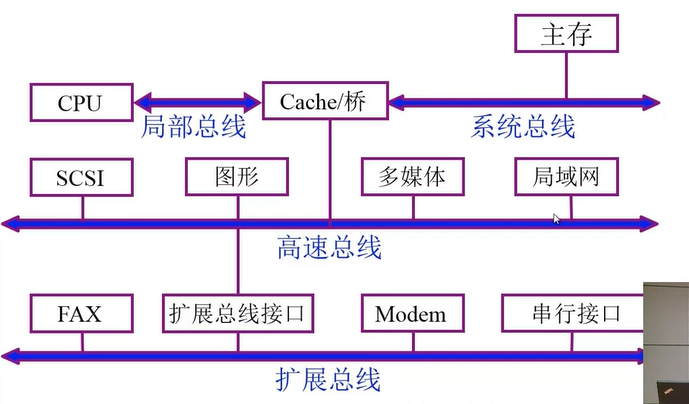 主存
CPU
Cache/桥
局部总线
系统总线
SCSI
图形
多媒体
局域网
高速总线
FAX
扩展总线接口
Modem
串行接口
扩展总线